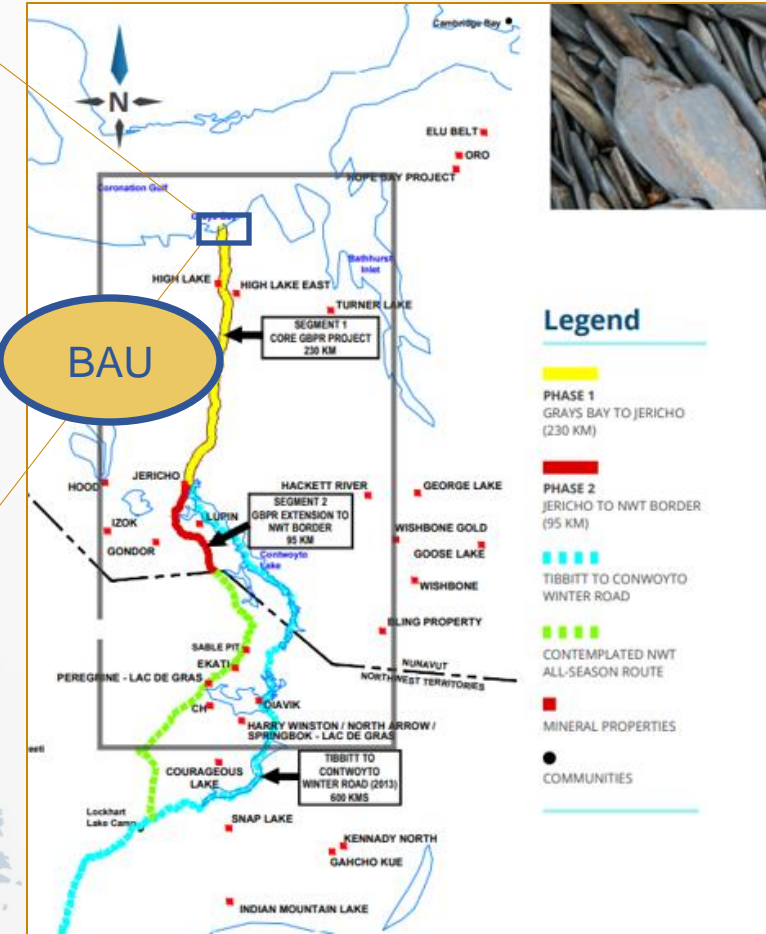 Cambridge Bay
N
ELU BELT
ORO
HOPE BAY PROJECT
Coronation Gulf
HIGH LAKE
HIGH LAKE EAST
Bathhurst
Inlet
TURNER LAKE
SEGMENT 1
CORE GBPR PROJECT
230 KM
BAU
JERICHO
HOOD
HACKETT RIVER
GEORGE LAKE
SEGMENT 2
GBPR EXTENSION TO
NWT BORDER
95 KM
IZOK
LUPIN
GONDOR
WISHBONE GOLD
GOOSE LAKE
Contwoyto
Lake
WISHBONE
BLING PROPERTY
SABLE PIT
EKATI
NUNAVUT
NORTHWEST TERRITORIES
PEREGRINE - LAC DE GRAS
CH
DIAVIK
HARRY WINSTON / NORTH ARROW /
SPRINGBOK - LAC DE GRAS
COURAGEOUS
LAKE
TIBBITT TO
CONTWOYTO
WINTER ROAD (2013)
600 KMS
Lockhart
Lake Camp
SNAP LAKE
KENNADY NORTH
GAHCHO KUE
INDIAN MOUNTAIN LAKE
Legend
PHASE 1
GRAYS BAY TO JERICHO
(230 KM)
PHASE 2
JERICHO TO NWT BORDER
(95 KM)
TIBBITT TO CONWOYTO
WINTER ROAD
CONTEMPLATED NWT
ALL-SEASON ROUTE
MINERAL PROPERTIES
COMMUNITIES